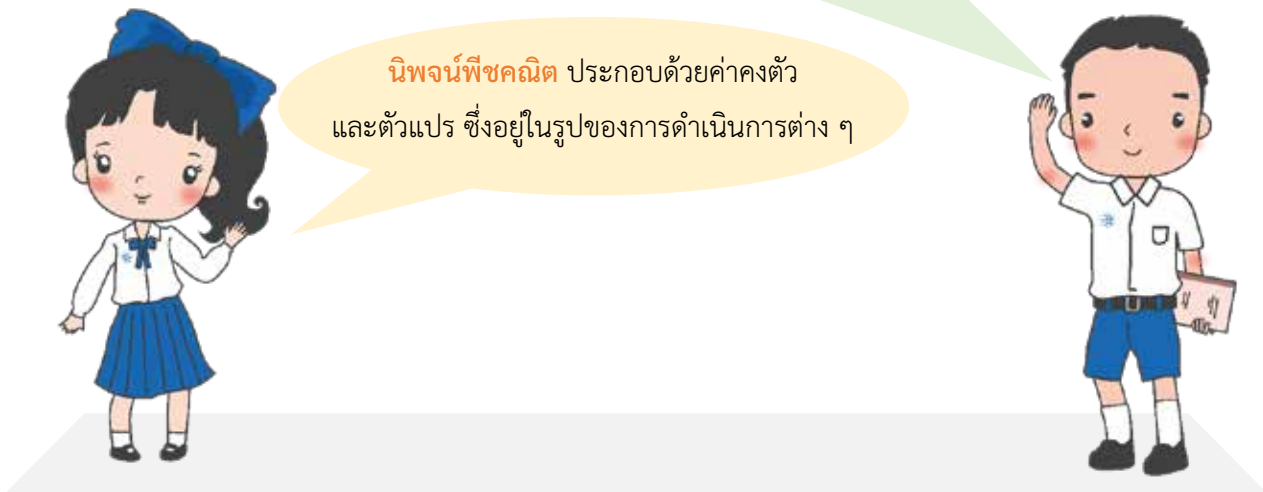 นิพจน์พีชคณิต ประกอบด้วยค่าคงตัว
และตัวแปร ซึ่งอยู่ในรูปของการดำเนินการต่าง ๆ